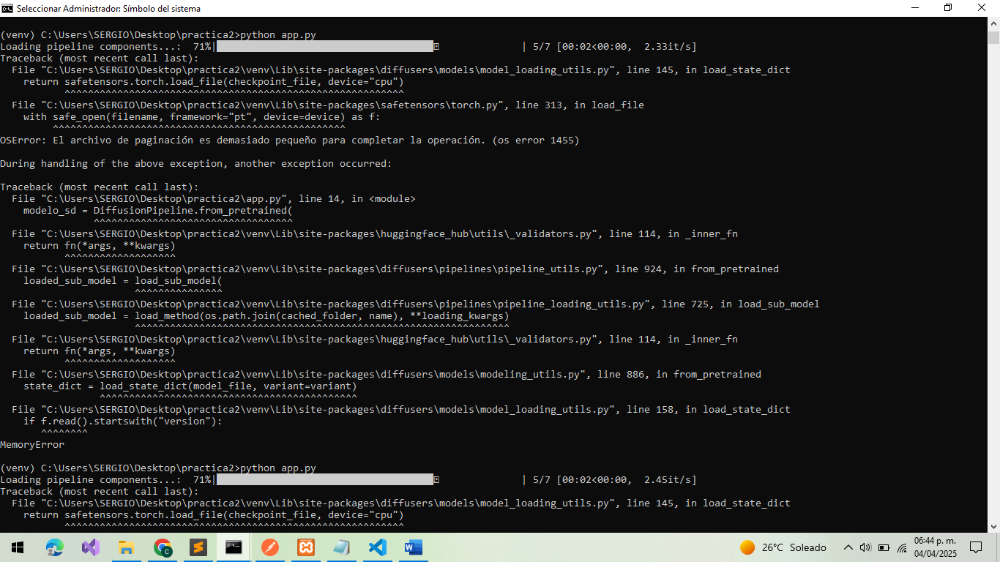 Seleccionar Administrador: Símbolo del sistema
(venv) C:\Users\SERGIO\Desktop\practica2>python app.py
Loading pipeline components...:  71%| | 5/7 [00:02<00:00,  2.33it/s]
Traceback (most recent call last):
  File "C:\Users\SERGIO\Desktop\practica2\venv\Lib\site-packages\diffusers\models\model_loading_utils.py", line 145, in load_state_dict
    return safetensors.torch.load_file(checkpoint_file, device="cpu")
           ^^^^^^^^^^^^^^^^^^^^^^^^^^^^^^^^^^^^^^^^^^^^^^^^^^^^^^^^^^
  File "C:\Users\SERGIO\Desktop\practica2\venv\Lib\site-packages\safetensors\torch.py", line 313, in load_file
    with safe_open(filename, framework="pt", device=device) as f:
         ^^^^^^^^^^^^^^^^^^^^^^^^^^^^^^^^^^^^^^^^^^^^^^^^^^
OSError: El archivo de paginación es demasiado pequeño para completar la operación. (os error 1455)
During handling of the above exception, another exception occurred:
Traceback (most recent call last):
  File "C:\Users\SERGIO\Desktop\practica2\app.py", line 14, in <module>
    modelo_sd = DiffusionPipeline.from_pretrained(
                ^^^^^^^^^^^^^^^^^^^^^^^^^^^^^^^^^^
  File "C:\Users\SERGIO\Desktop\practica2\venv\Lib\site-packages\huggingface_hub\utils\_validators.py", line 114, in _inner_fn
    return fn(*args, **kwargs)
           ^^^^^^^^^^^^^^^^^^^
  File "C:\Users\SERGIO\Desktop\practica2\venv\Lib\site-packages\diffusers\pipelines\pipeline_utils.py", line 924, in from_pretrained
    loaded_sub_model = load_sub_model(
                       ^^^^^^^^^^^^^^^
  File "C:\Users\SERGIO\Desktop\practica2\venv\Lib\site-packages\diffusers\pipelines\pipeline_loading_utils.py", line 725, in load_sub_model
    loaded_sub_model = load_method(os.path.join(cached_folder, name), **loading_kwargs)
                       ^^^^^^^^^^^^^^^^^^^^^^^^^^^^^^^^^^^^^^^^^^^^^^^^^^^^^^^^^^^^^^^^
  File "C:\Users\SERGIO\Desktop\practica2\venv\Lib\site-packages\huggingface_hub\utils\_validators.py", line 114, in _inner_fn
    return fn(*args, **kwargs)
           ^^^^^^^^^^^^^^^^^^^
  File "C:\Users\SERGIO\Desktop\practica2\venv\Lib\site-packages\diffusers\models\modeling_utils.py", line 886, in from_pretrained
    state_dict = load_state_dict(model_file, variant=variant)
                 ^^^^^^^^^^^^^^^^^^^^^^^^^^^^^^^^^^^^^^^^^^^^
  File "C:\Users\SERGIO\Desktop\practica2\venv\Lib\site-packages\diffusers\models\model_loading_utils.py", line 158, in load_state_dict
    if f.read().startswith("version"):
       ^^^^^^^^
MemoryError
(venv) C:\Users\SERGIO\Desktop\practica2>python app.py
Loading pipeline components...:  71%| | 5/7 [00:02<00:00,  2.45it/s]
Traceback (most recent call last):
  File "C:\Users\SERGIO\Desktop\practica2\venv\Lib\site-packages\diffusers\models\model_loading_utils.py", line 145, in load_state_dict
    return safetensors.torch.load_file(checkpoint_file, device="cpu")
           ^^^^^^^^^^^^^^^^^^^^^^^^^^^^^^^^^^^^^^^^^^^^^^^^^^^^^^^^^^
26°C Soleado
06:44 p. m.
04/04/2025